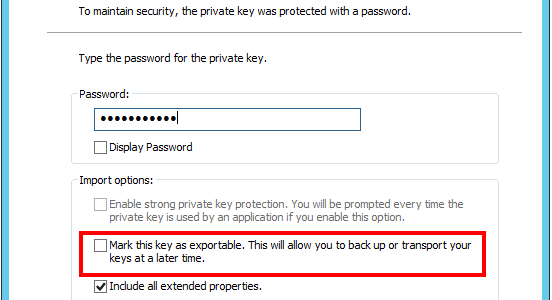 To maintain security, the private key was protected with a password.
Type the password for the private key.
Password:
●●●●●●●●●●●
Display Password
Import options:
Enable strong private key protection. You will be prompted every time the
private key is used by an application if you enable this option.
Mark this key as exportable. This will allow you to back up or transport your
keys at a later time.
Include all extended properties.